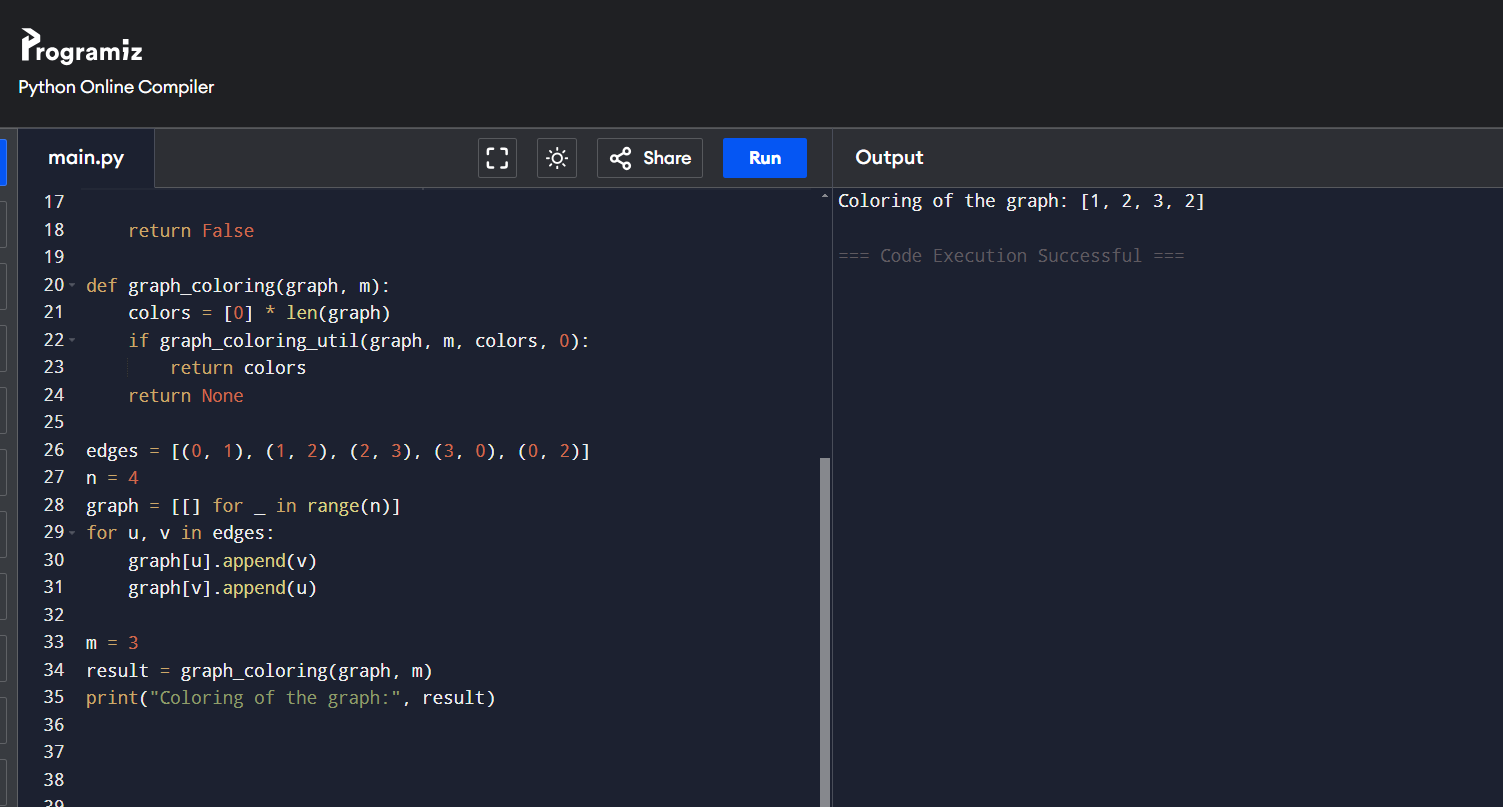 Programiz
Python Online Compiler
main.py
Share
Run
Output
17
18 return False
19
20 def graph_coloring(graph, m):
21 colors = [0] * len(graph)
22 if graph_coloring_util(graph, m, colors, 0):
23 return colors
24 return None
25
26 edges = [(0, 1), (1, 2), (2, 3), (3, 0), (0, 2)]
27 n = 4
28 graph = [[] for _ in range(n)]
29 for u, v in edges:
30 graph[u].append(v)
31 graph[v].append(u)
32
33 m = 3
34 result = graph_coloring(graph, m)
35 print("Coloring of the graph:", result)
36
37
38
39
Coloring of the graph: [1, 2, 3, 2]
=== Code Execution Successful ===